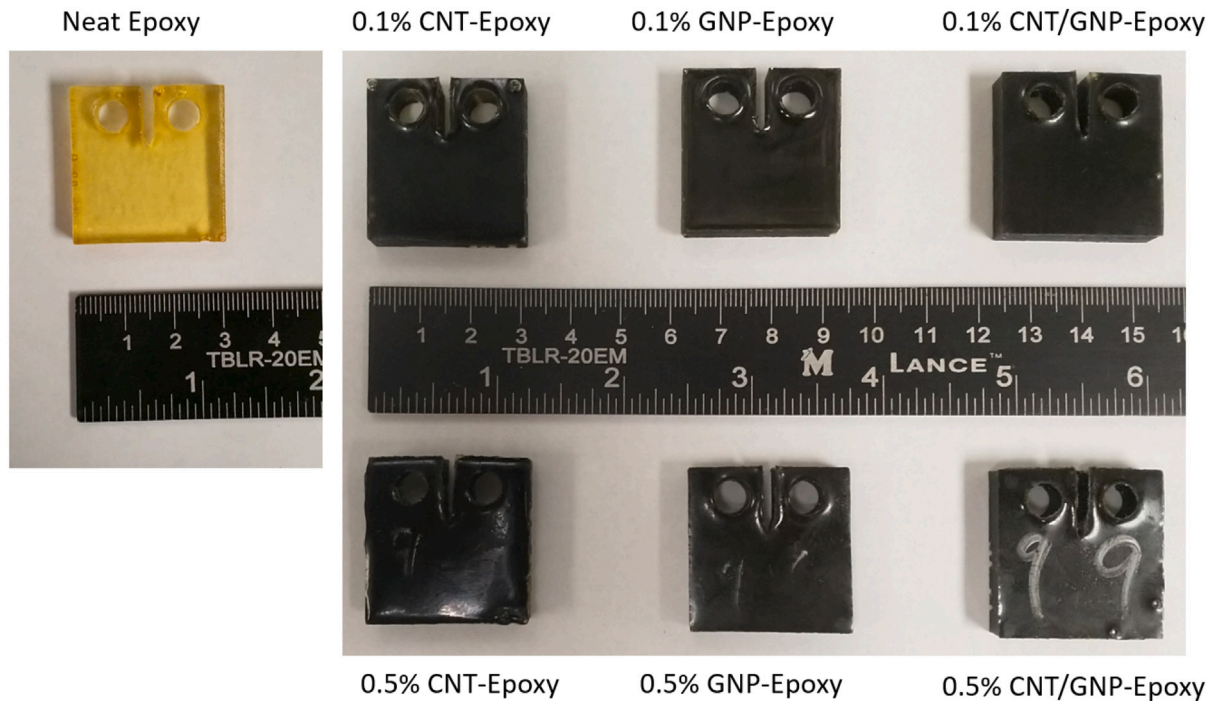 Neat Epoxy
0.1% CNT-Epoxy
0.1% GNP-Epoxy
0.1% CNT/GNP-Epoxy
1 2 3
TBLR-20EM
1 2
1 2 3 4 5 6 7 8 9 10 11 12 13 14 15
TBLR-20EM M LANCE™
1 2 3 4 5 6
9 9
0.5% CNT-Epoxy
0.5% GNP-Epoxy
0.5% CNT/GNP-Epoxy